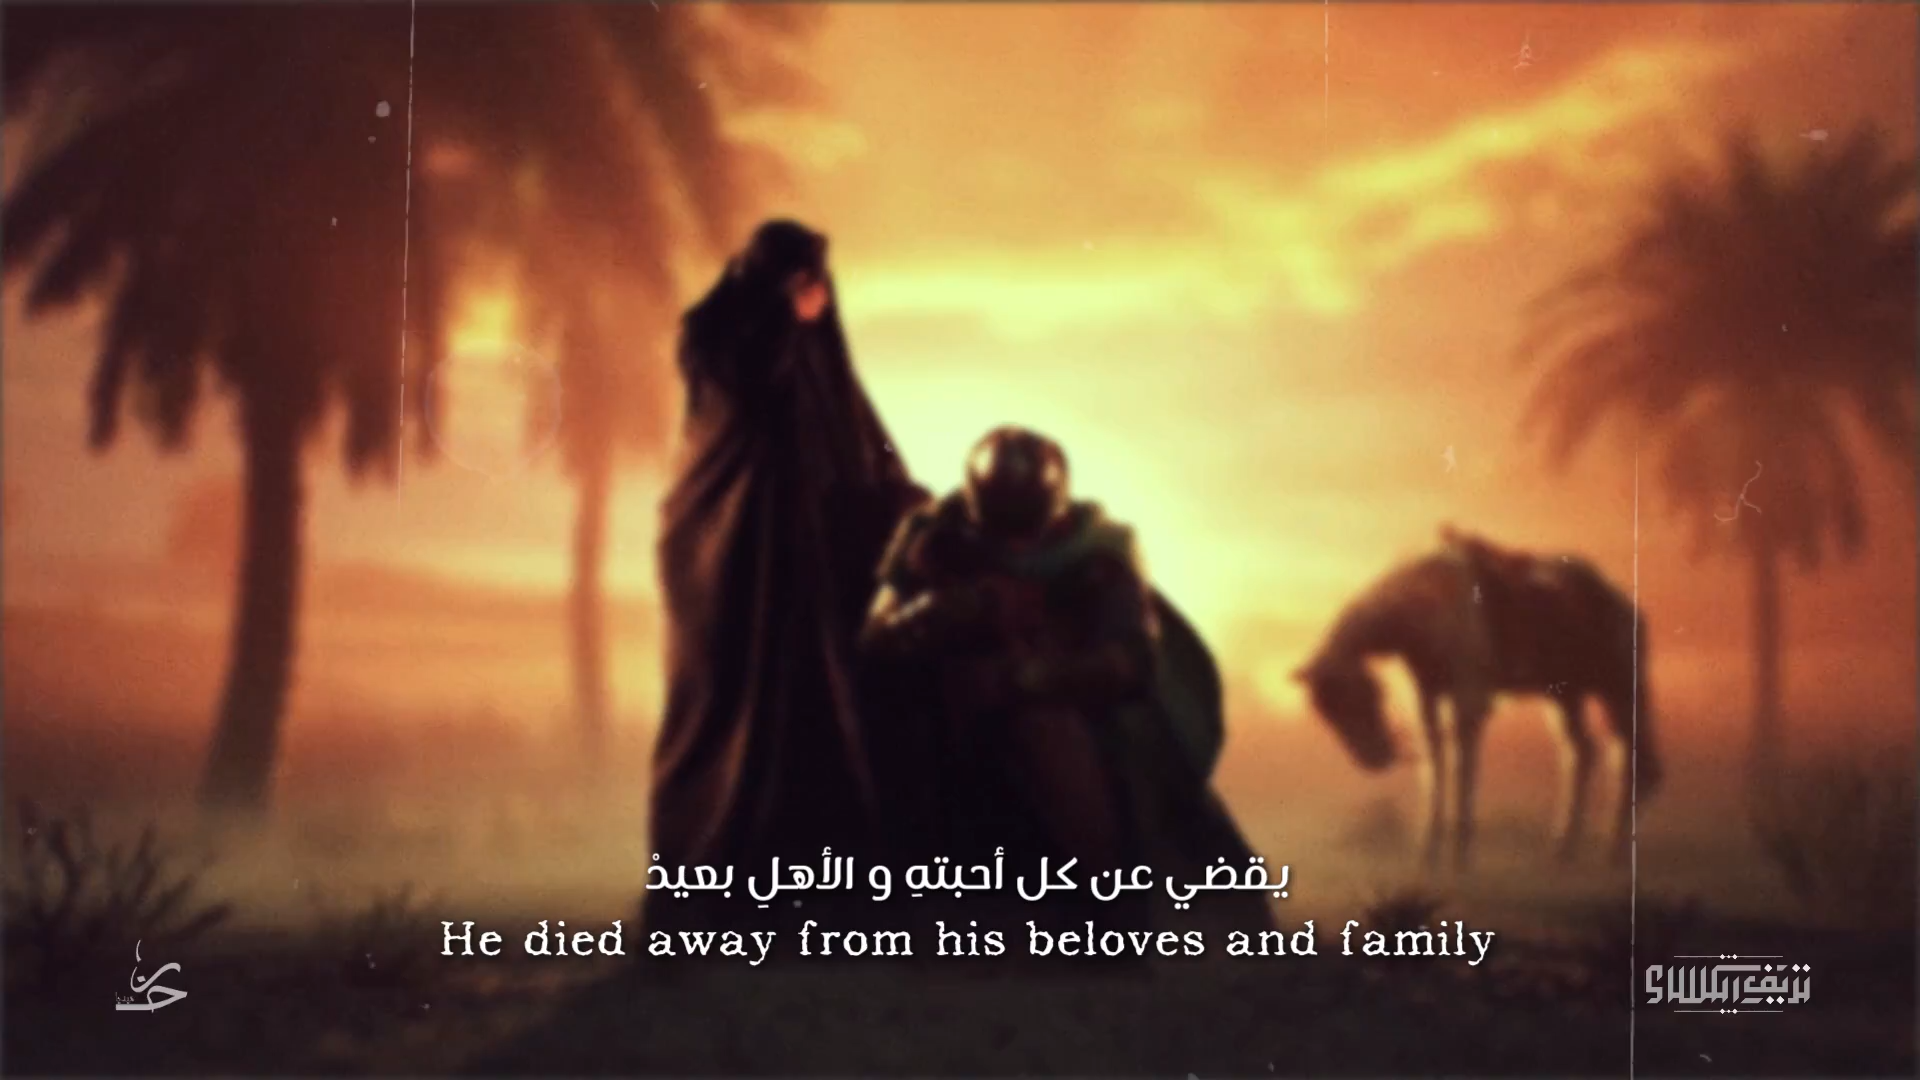 يقضي عن كل أحبتهِ و الأهلِ بعيدْ
He died away from his beloves and family